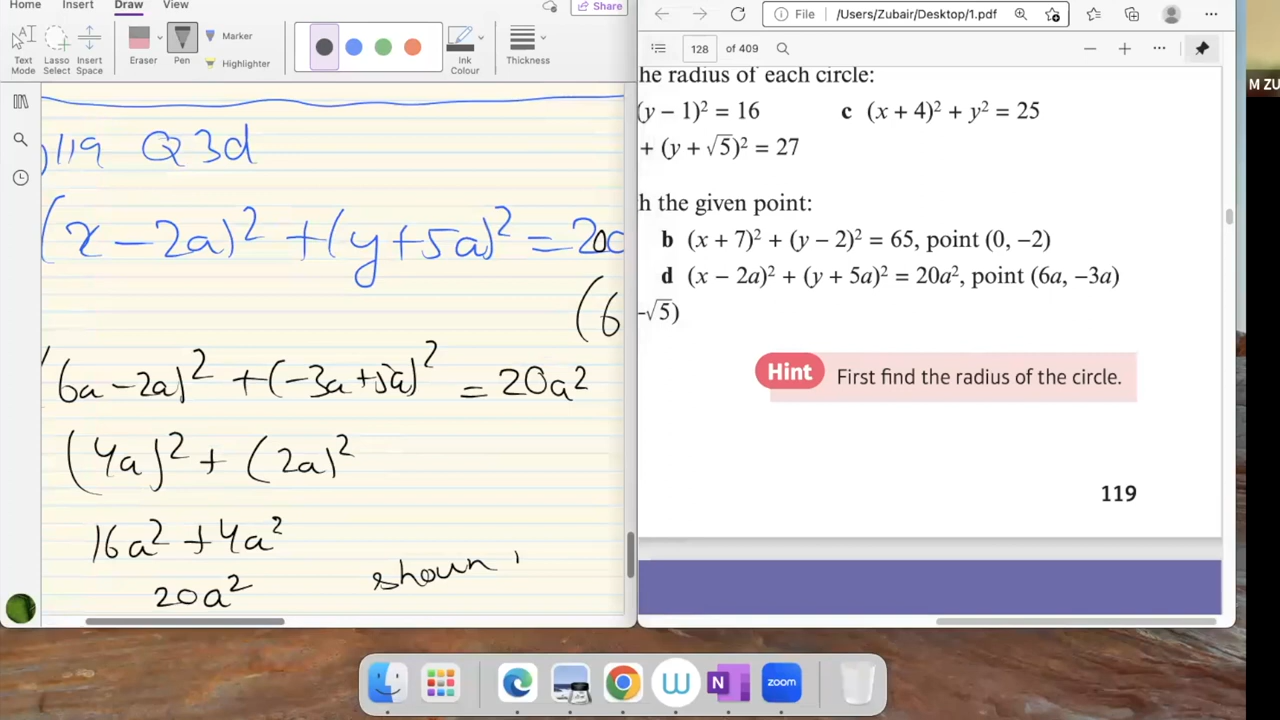 Home Insert Draw View
Share
Text Mode
Lasso Select
Insert Space
Eraser
Pen
Marker
Highlighter
Ink Colour
Thickness
119 Q3d
(x - 2a)² + (y + 5a)² = 20a
(6
(6a - 2a)² + (-3a + 5a)² = 20a²
(4a)² + (2a)²
16a² + 4a²
20a² shown
File /Users/Zubair/Desktop/1.pdf
128 of 409
he radius of each circle:
(y − 1)² = 16 c (x + 4)² + y² = 25
+ (y + √5)² = 27
h the given point:
b (x + 7)² + (y − 2)² = 65, point (0, −2)
d (x − 2a)² + (y + 5a)² = 20a², point (6a, −3a)
-√5)
Hint First find the radius of the circle.
119
M ZU
W N zoom